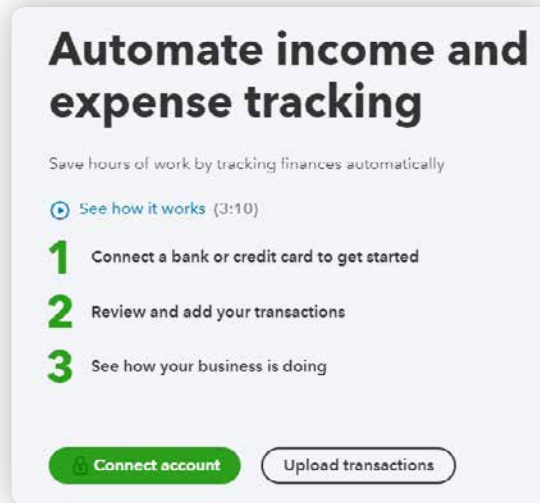 Automate income and
expense tracking
Save hours of work by tracking finances automatically
See how it works (3:10)
1 Connect a bank or credit card to get started
2 Review and add your transactions
3 See how your business is doing
Connect account Upload transactions